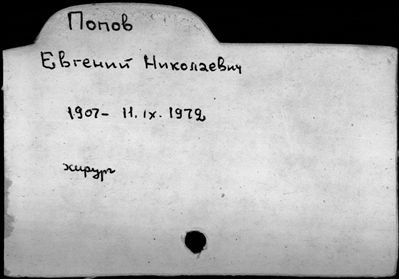 Попов
Евгений Николаевич
1907- 11.IX.1972
хирург